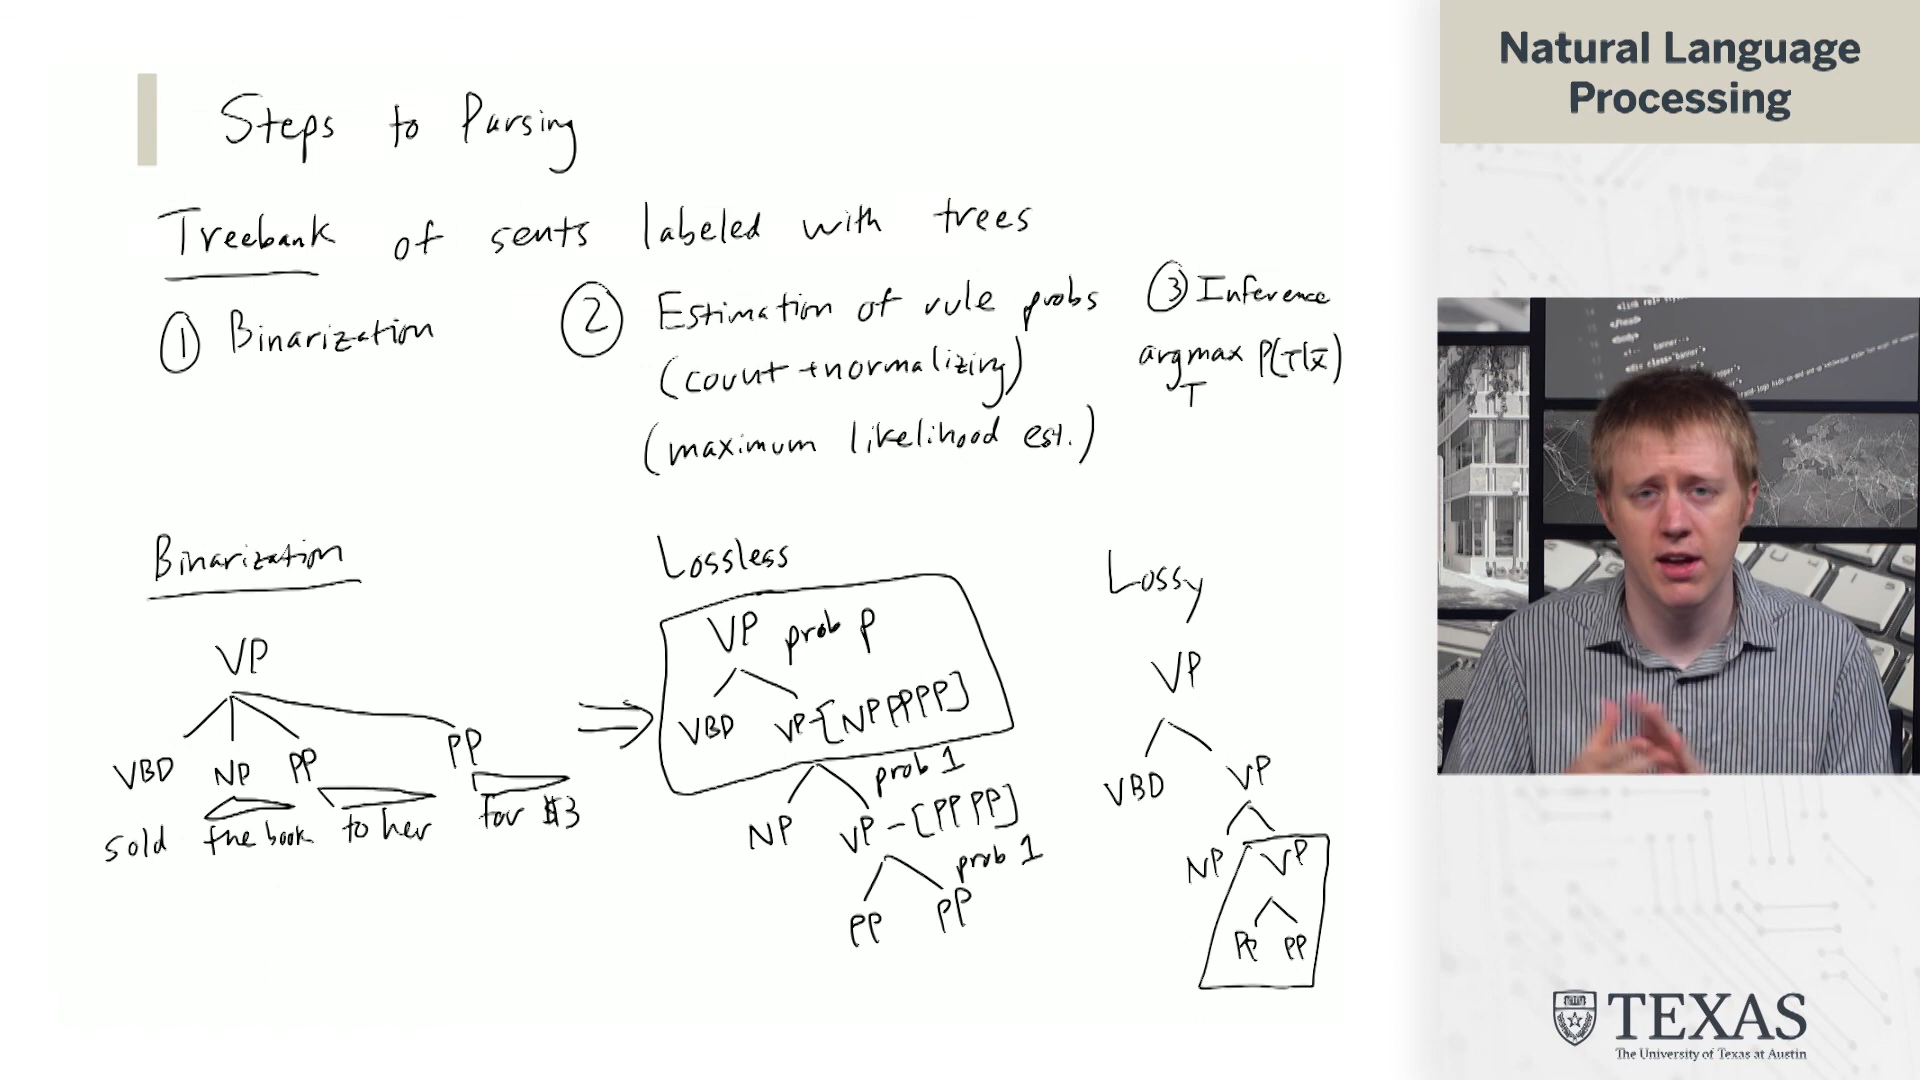 Natural Language
Processing
Steps to Parsing
Treebank of sents labeled with trees
① Binarization
② Estimation of rule probs
(count + normalizing)
(maximum likelihood est.)
③ Inference
argmax P(T|x̄)
T
Binarization
VP
VBD NP PP PP
sold the book to her for $3
⇒
Lossless
VP prob p
VBD VP-[NP PP PP]
prob 1
NP VP-[PP PP]
prob 1
PP PP
Lossy
VP
VBD VP
NP VP
PP PP
TEXAS
The University of Texas at Austin